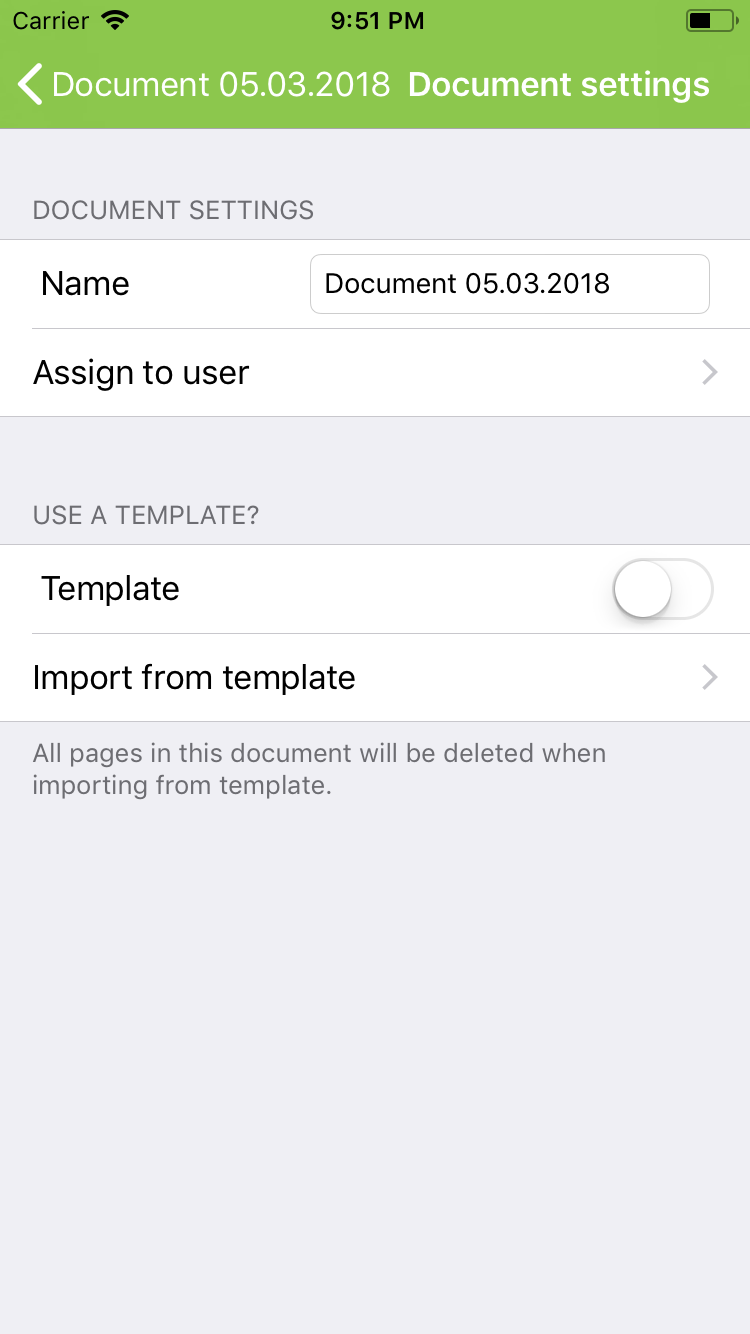 Carrier 9:51 PM
Document 05.03.2018 Document settings
DOCUMENT SETTINGS
Name Document 05.03.2018
Assign to user
USE A TEMPLATE?
Template
Import from template
All pages in this document will be deleted when
importing from template.